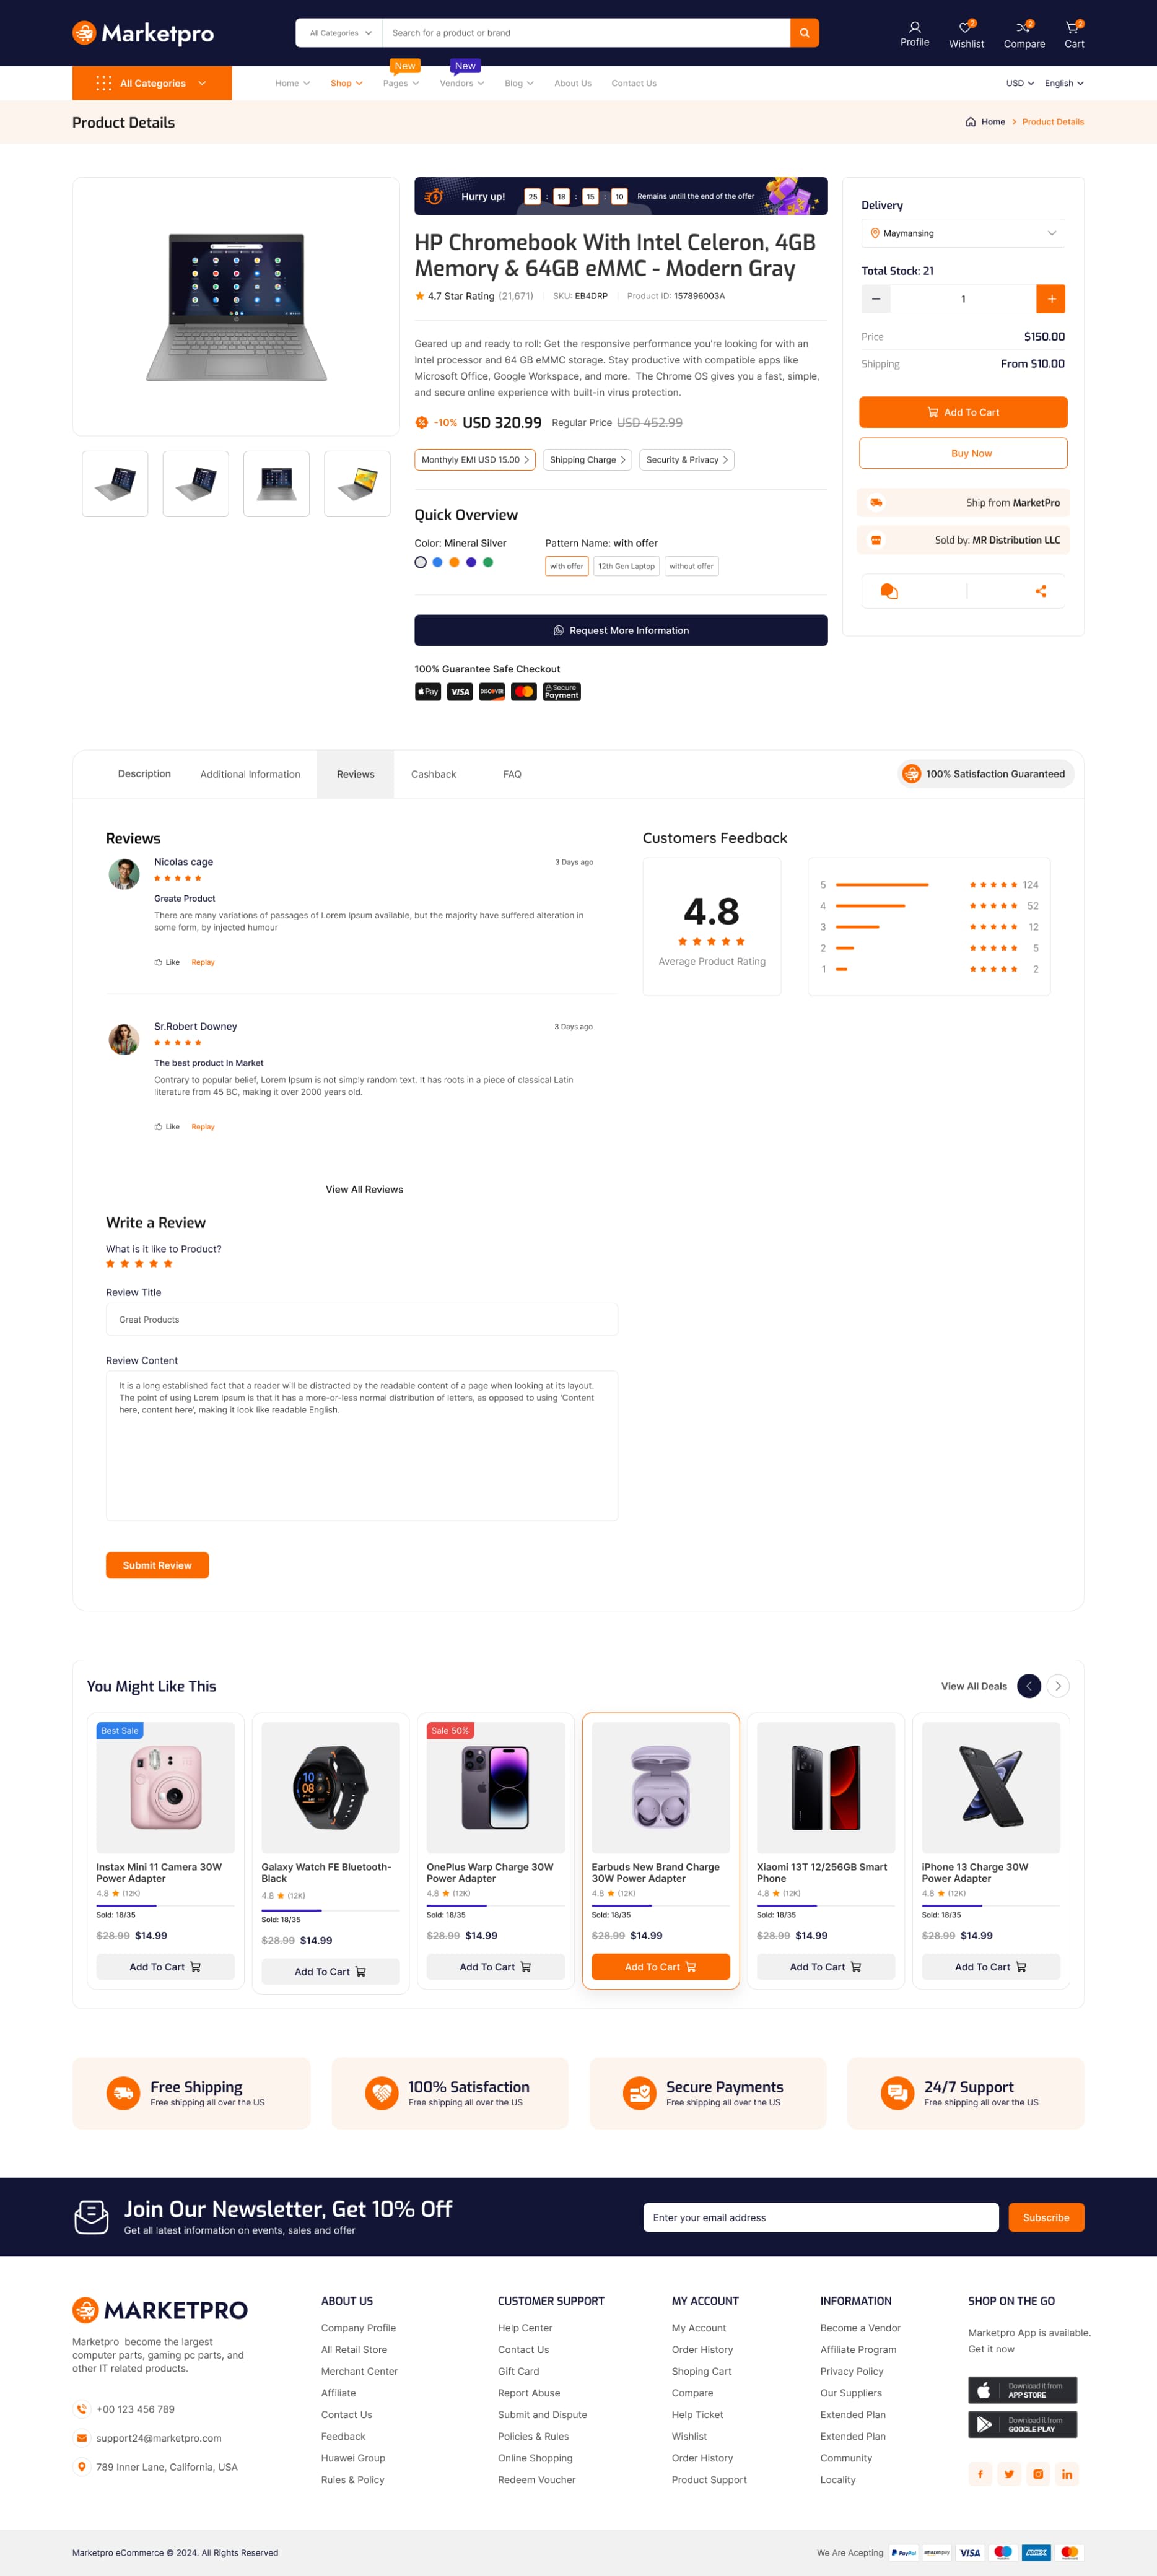 Marketpro
All Categories
Search for a product or brand
Profile
2
Wishlist
2
Compare
2
Cart
All Categories
Home
Shop
New
Pages
New
Vendors
Blog
About Us
Contact Us
USD
English
Product Details
Home > Product Details
Hurry up!
25 : 18 : 15 : 10
Remains untill the end of the offer
HP Chromebook With Intel Celeron, 4GB
Memory & 64GB eMMC - Modern Gray
4.7 Star Rating (21,671)
SKU: EB4DRP
Product ID: 157896003A
Geared up and ready to roll: Get the responsive performance you're looking for with an
Intel processor and 64 GB eMMC storage. Stay productive with compatible apps like
Microsoft Office, Google Workspace, and more. The Chrome OS gives you a fast, simple,
and secure online experience with built-in virus protection.
-10% USD 320.99 Regular Price USD 452.99
Monthyly EMI USD 15.00
Shipping Charge
Security & Privacy
Quick Overview
Color: Mineral Silver
Pattern Name: with offer
with offer
12th Gen Laptop
without offer
Request More Information
100% Guarantee Safe Checkout
Pay
VISA
DISCOVER
Secure
Payment
Delivery
Maymansing
Total Stock: 21
− 1 +
Price $150.00
Shipping From $10.00
Add To Cart
Buy Now
Ship from MarketPro
Sold by: MR Distribution LLC
Description
Additional Information
Reviews
Cashback
FAQ
100% Satisfaction Guaranteed
Reviews
Nicolas cage
3 Days ago
Greate Product
There are many variations of passages of Lorem Ipsum available, but the majority have suffered alteration in
some form, by injected humour
Like
Replay
Sr.Robert Downey
3 Days ago
The best product In Market
Contrary to popular belief, Lorem Ipsum is not simply random text. It has roots in a piece of classical Latin
literature from 45 BC, making it over 2000 years old.
Like
Replay
View All Reviews
Customers Feedback
4.8
Average Product Rating
5 124
4 52
3 12
2 5
1 2
Write a Review
What is it like to Product?
Review Title
Great Products
Review Content
It is a long established fact that a reader will be distracted by the readable content of a page when looking at its layout.
The point of using Lorem Ipsum is that it has a more-or-less normal distribution of letters, as opposed to using 'Content
here, content here', making it look like readable English.
Submit Review
You Might Like This
View All Deals
Best Sale
Instax Mini 11 Camera 30W
Power Adapter
4.8 (12K)
Sold: 18/35
$28.99 $14.99
Add To Cart
10
08
Galaxy Watch FE Bluetooth-
Black
4.8 (12K)
Sold: 18/35
$28.99 $14.99
Add To Cart
Sale 50%
OnePlus Warp Charge 30W
Power Adapter
4.8 (12K)
Sold: 18/35
$28.99 $14.99
Add To Cart
Earbuds New Brand Charge
30W Power Adapter
4.8 (12K)
Sold: 18/35
$28.99 $14.99
Add To Cart
Xiaomi 13T 12/256GB Smart
Phone
4.8 (12K)
Sold: 18/35
$28.99 $14.99
Add To Cart
iPhone 13 Charge 30W
Power Adapter
4.8 (12K)
Sold: 18/35
$28.99 $14.99
Add To Cart
Free Shipping
Free shipping all over the US
100% Satisfaction
Free shipping all over the US
Secure Payments
Free shipping all over the US
24/7 Support
Free shipping all over the US
Join Our Newsletter, Get 10% Off
Get all latest information on events, sales and offer
Enter your email address
Subscribe
MARKETPRO
Marketpro become the largest
computer parts, gaming pc parts, and
other IT related products.
+00 123 456 789
support24@marketpro.com
789 Inner Lane, California, USA
ABOUT US
Company Profile
All Retail Store
Merchant Center
Affiliate
Contact Us
Feedback
Huawei Group
Rules & Policy
CUSTOMER SUPPORT
Help Center
Contact Us
Gift Card
Report Abuse
Submit and Dispute
Policies & Rules
Online Shopping
Redeem Voucher
MY ACCOUNT
My Account
Order History
Shoping Cart
Compare
Help Ticket
Wishlist
Order History
Product Support
INFORMATION
Become a Vendor
Affiliate Program
Privacy Policy
Our Suppliers
Extended Plan
Extended Plan
Community
Locality
SHOP ON THE GO
Marketpro App is available.
Get it now
Download it from
APP STORE
Download it from
GOOGLE PLAY
Marketpro eCommerce © 2024. All Rights Reserved
We Are Acepting
PayPal
amazon pay
VISA
AMEX